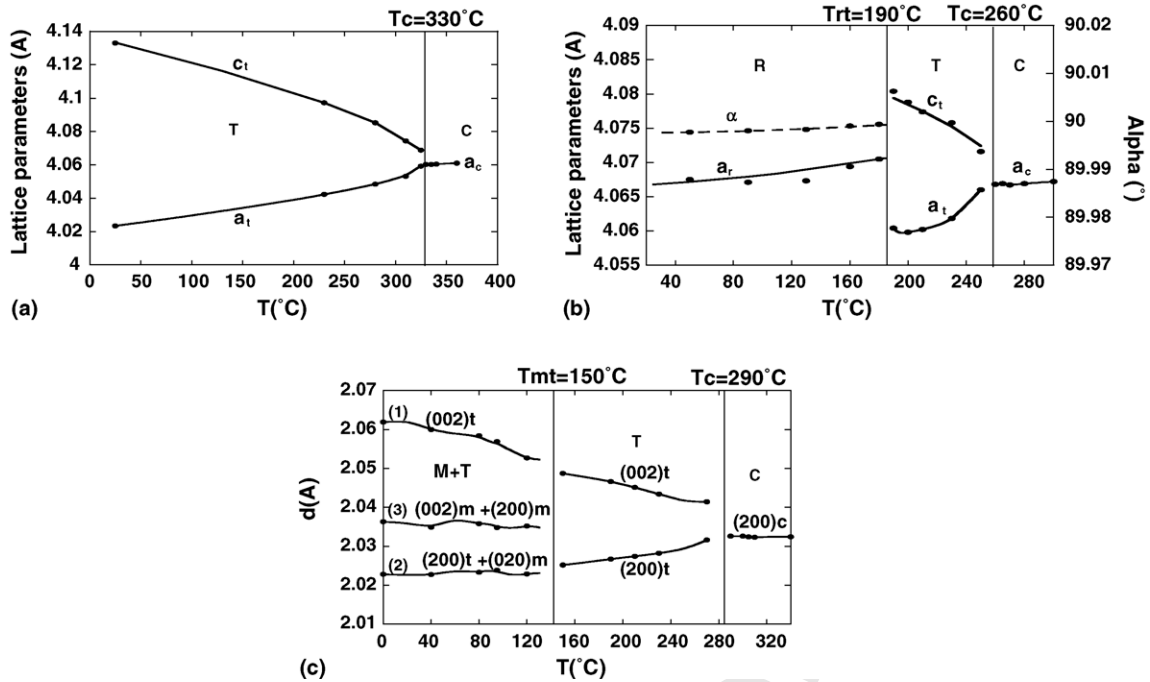 Tc=330˚C
Lattice parameters (A)
4.14
4.12
4.1
4.08
4.06
4.04
4.02
4
ct
T
C
ac
at
0 50 100 150 200 250 300 350 400
T(˚C)
(a)
Trt=190˚C Tc=260˚C
Lattice parameters (A)
4.09
4.085
4.08
4.075
4.07
4.065
4.06
4.055
R
T
C
α
ar
ct
at
ac
90.02
90.01
90
89.99
89.98
89.97
Alpha (°)
40 80 120 160 200 240 280
T(˚C)
(b)
Tmt=150˚C Tc=290˚C
d(A)
2.07
2.06
2.05
2.04
2.03
2.02
2.01
(1) (002)t
M+T
(3) (002)m +(200)m
(2) (200)t +(020)m
T
(002)t
(200)t
C
(200)c
0 40 80 120 160 200 240 280 320
T(˚C)
(c)